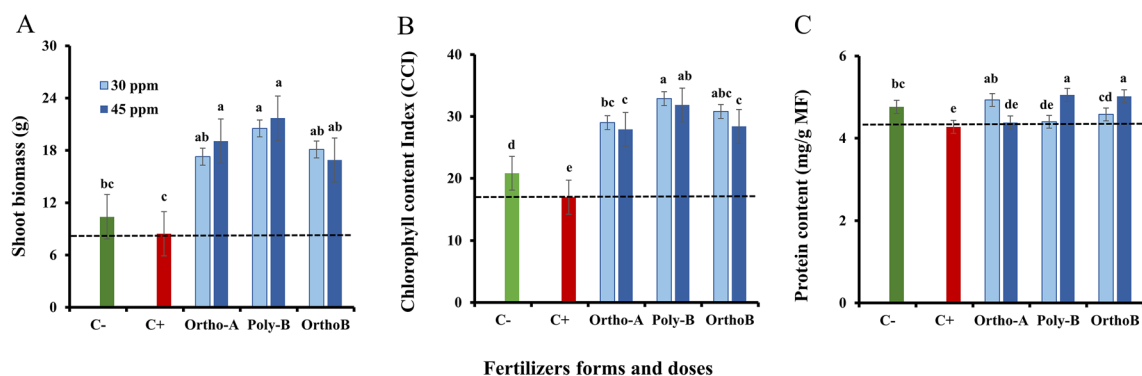 A
Shoot biomass (g)
30
24
18
12
6
0
30 ppm
45 ppm
bc
c
ab
a
a
ab
ab
C-
C+
Ortho-A
Poly-B
OrthoB
B
Chlorophyll content Index (CCI)
40
30
20
10
0
d
e
bc
c
a
ab
abc
c
C-
C+
Ortho-A
Poly-B
OrthoB
C
Protein content (mg/g MF)
6
4
2
0
bc
e
ab
de
de
a
cd
a
C-
C+
Ortho-A
Poly-B
OrthoB
Fertilizers forms and doses